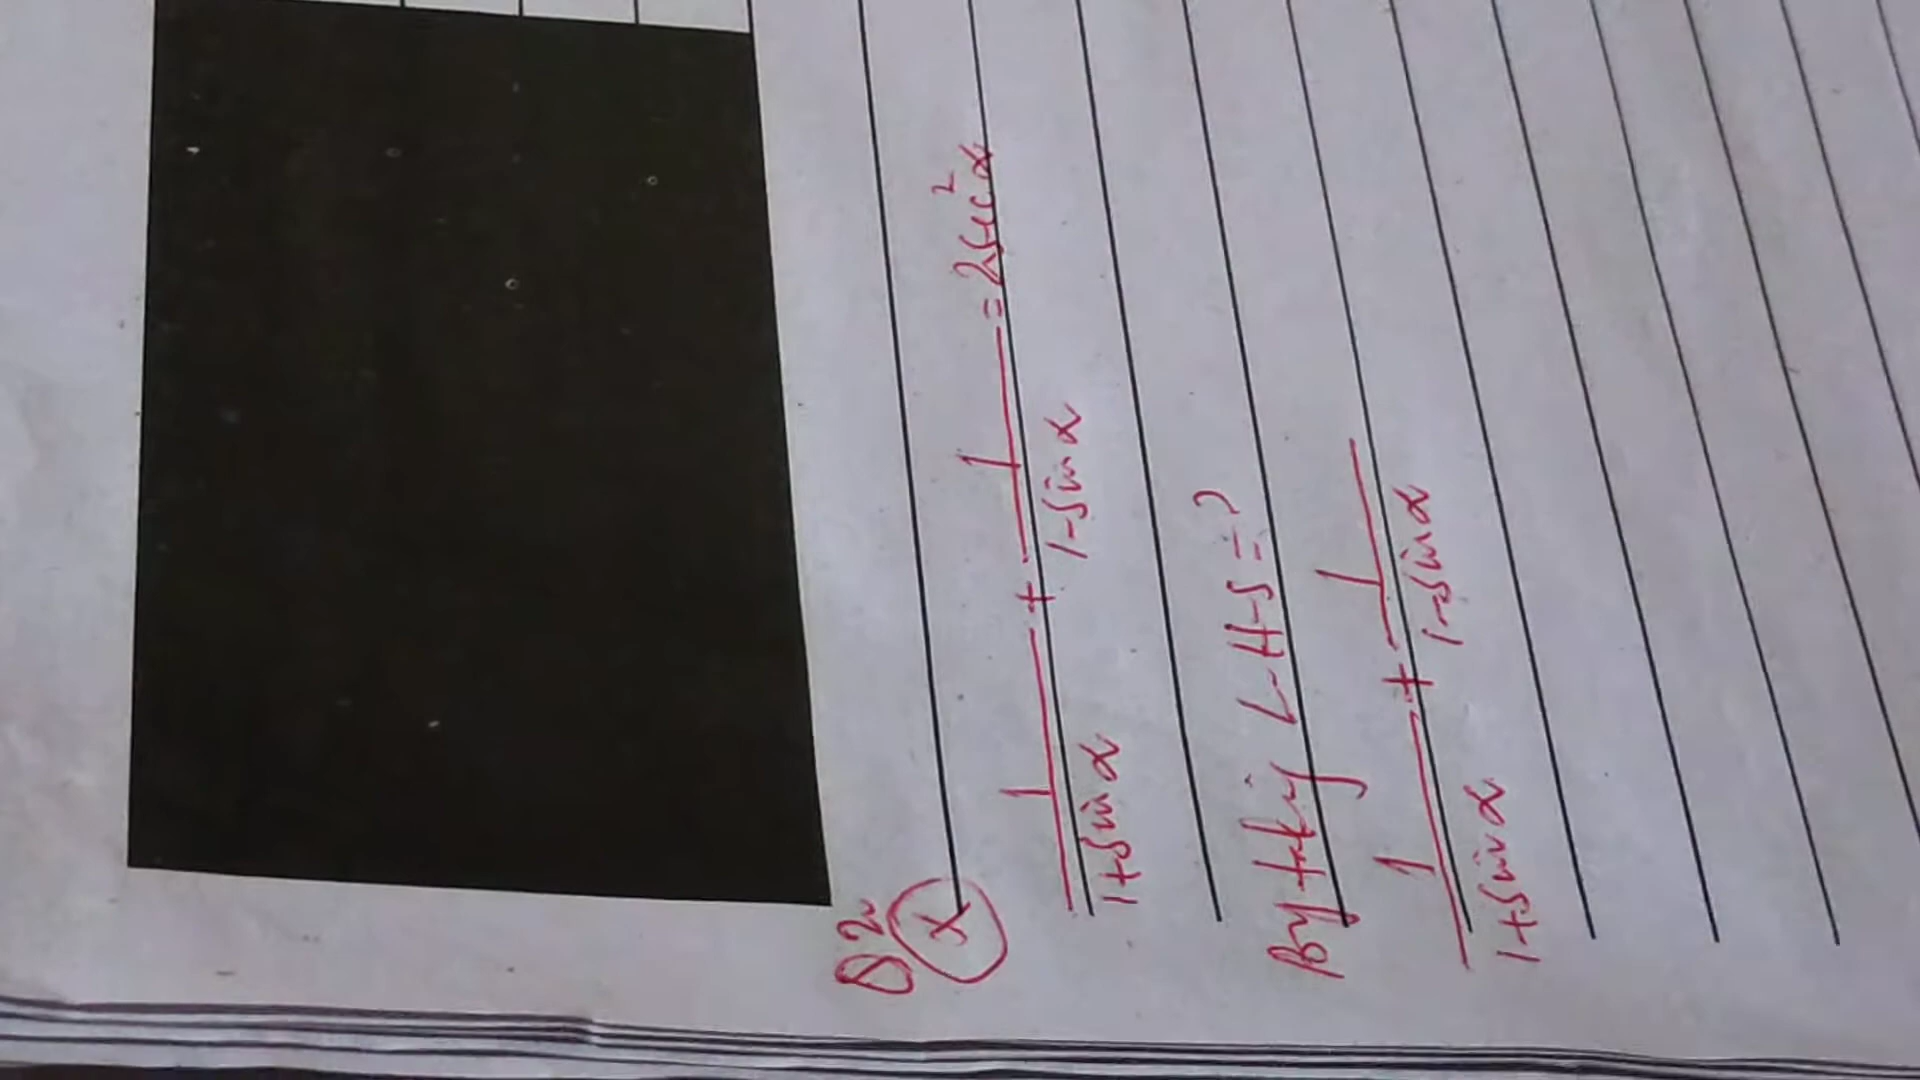 Q2.
x
1/(1+sinα) + 1/(1-sinα) = 2sec²α
By taking L-H-S=?
1/(1+sinα) + 1/(1-sinα)